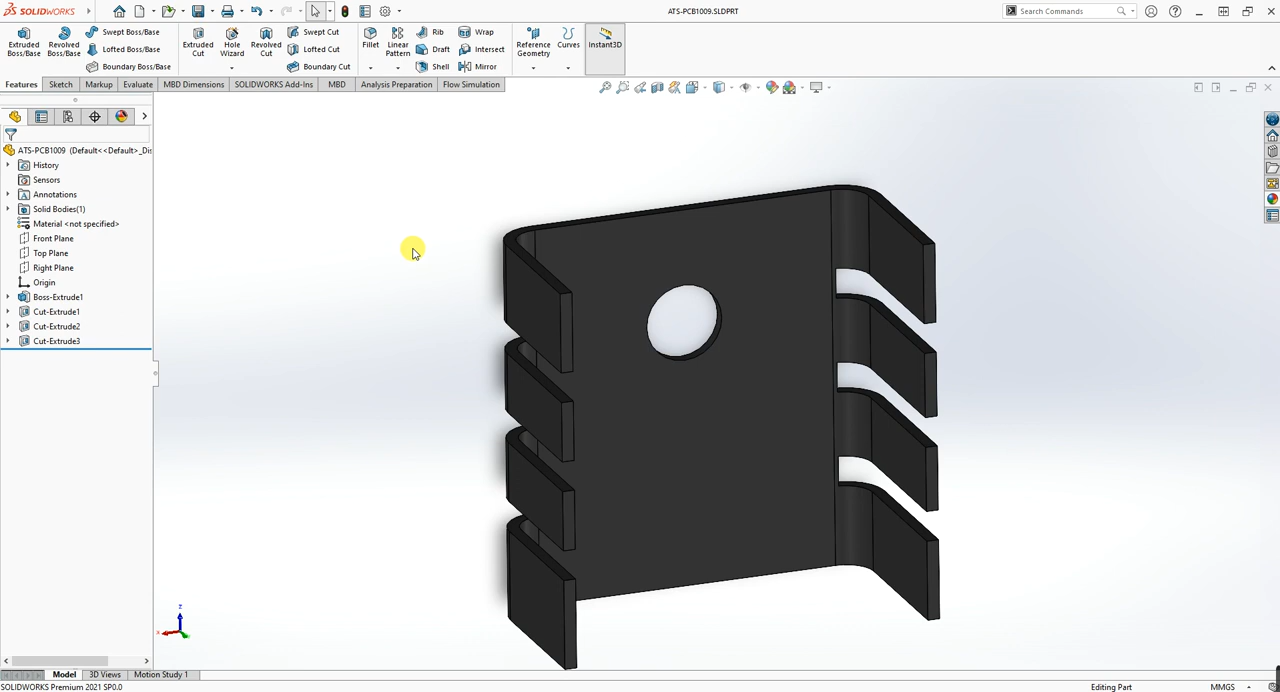 SOLIDWORKS
ATS-PCB1009.SLDPRT
Search Commands
Extruded Boss/Base
Revolved Boss/Base
Swept Boss/Base
Lofted Boss/Base
Boundary Boss/Base
Extruded Cut
Hole Wizard
Revolved Cut
Swept Cut
Lofted Cut
Boundary Cut
Fillet
Linear Pattern
Rib
Draft
Shell
Wrap
Intersect
Mirror
Reference Geometry
Curves
Instant3D
Features
Sketch
Markup
Evaluate
MBD Dimensions
SOLIDWORKS Add-Ins
MBD
Analysis Preparation
Flow Simulation
ATS-PCB1009 (Default<<Default>_Dis
History
Sensors
Annotations
Solid Bodies(1)
Material <not specified>
Front Plane
Top Plane
Right Plane
Origin
Boss-Extrude1
Cut-Extrude1
Cut-Extrude2
Cut-Extrude3
z
x
Model
3D Views
Motion Study 1
SOLIDWORKS Premium 2021 SP0.0
Editing Part
MMGS